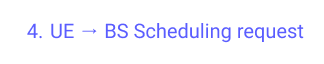 4. UE → BS Scheduling request